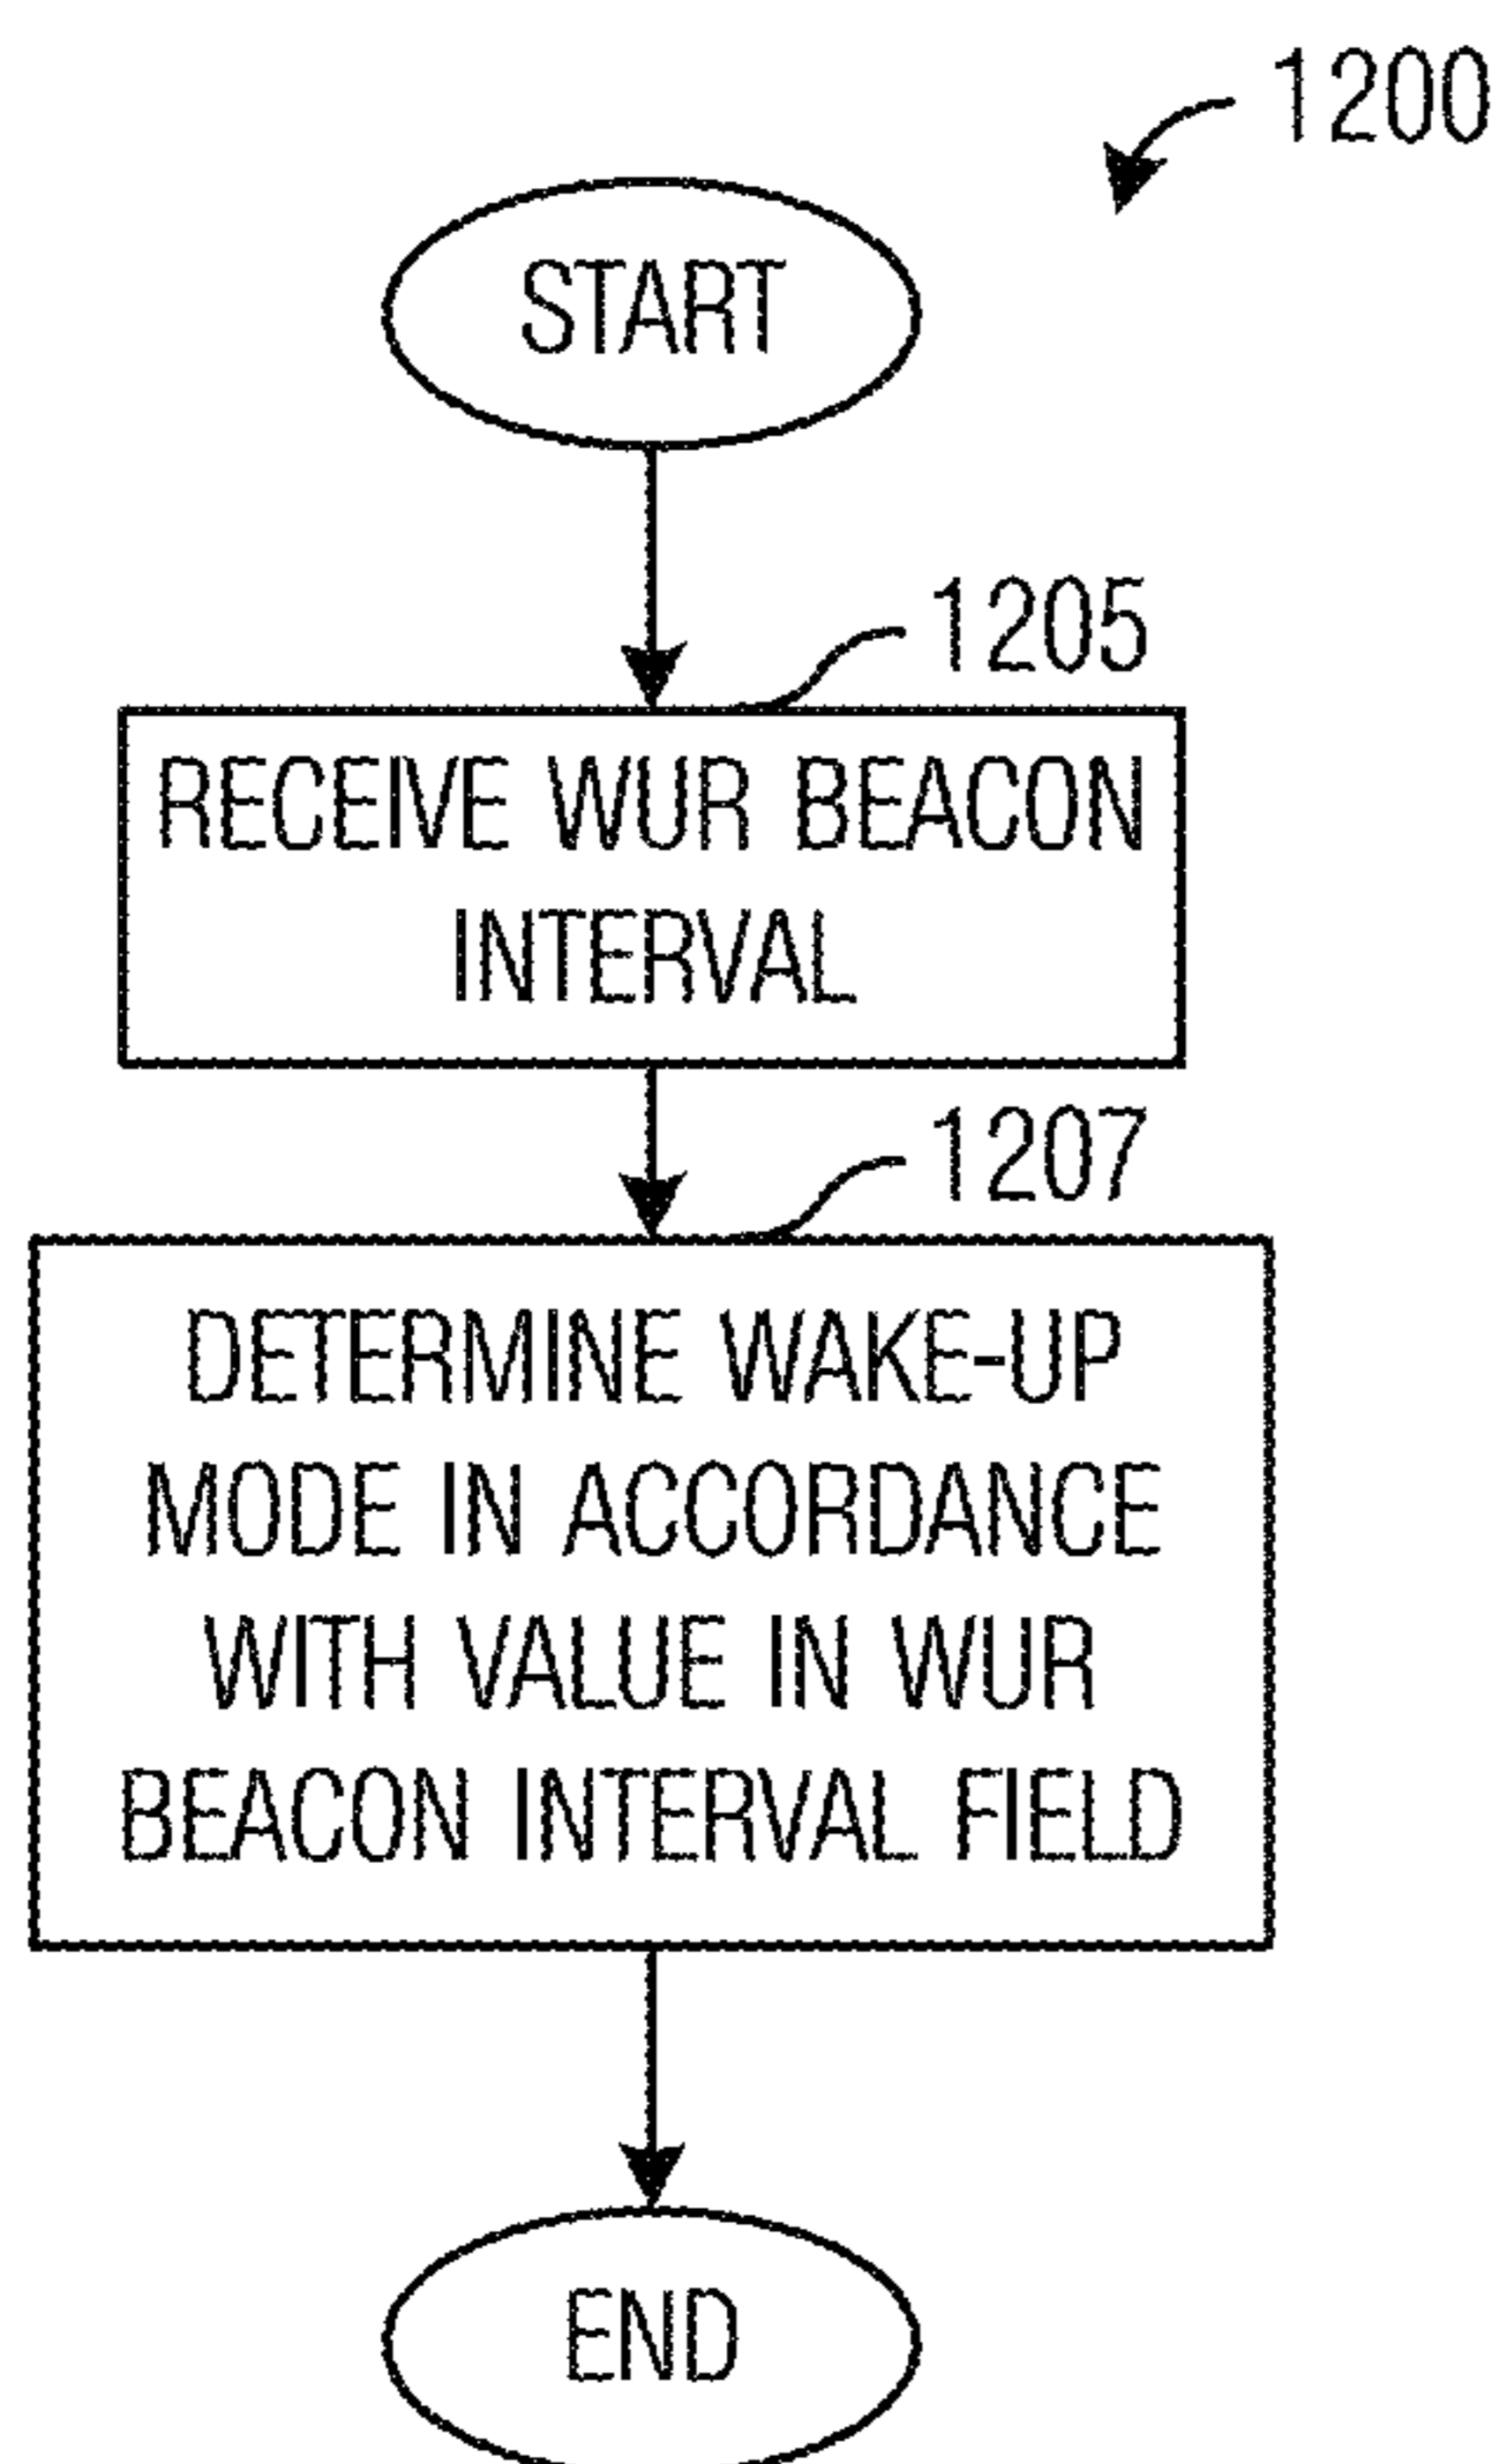 1200
START
1205
RECEIVE WUR BEACON
INTERVAL
1207
DETERMINE WAKE-UP
MODE IN ACCORDANCE
WITH VALUE IN WUR
BEACON INTERVAL FIELD
END